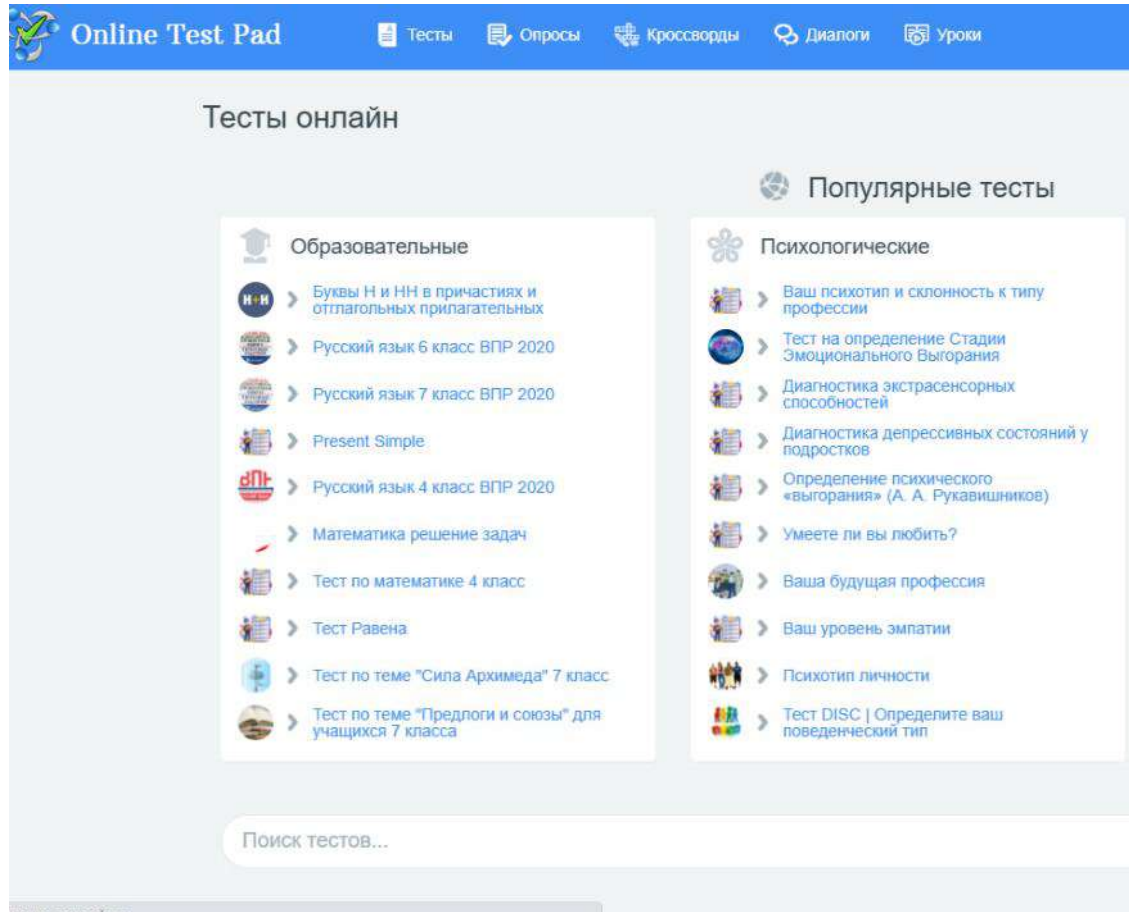 Online Test Pad
Тесты
Опросы
Кроссворды
Диалоги
Уроки
Тесты онлайн
Популярные тесты
Образовательные
Н+Н
Буквы Н и НН в причастиях и
отглагольных прилагательных
Русский язык 6 класс ВПР 2020
Русский язык 7 класс ВПР 2020
Present Simple
Русский язык 4 класс ВПР 2020
Математика решение задач
Тест по математике 4 класс
Тест Равена
Тест по теме "Сила Архимеда" 7 класс
Тест по теме "Предлоги и союзы" для
учащихся 7 класса
Психологические
Ваш психотип и склонность к типу
профессии
Тест на определение Стадии
Эмоционального Выгорания
Диагностика экстрасенсорных
способностей
Диагностика депрессивных состояний у
подростков
Определение психического
«выгорания» (А. А. Рукавишников)
Умеете ли вы любить?
Ваша будущая профессия
Ваш уровень эмпатии
Психотип личности
Тест DISC | Определите ваш
поведенческий тип
Поиск тестов...